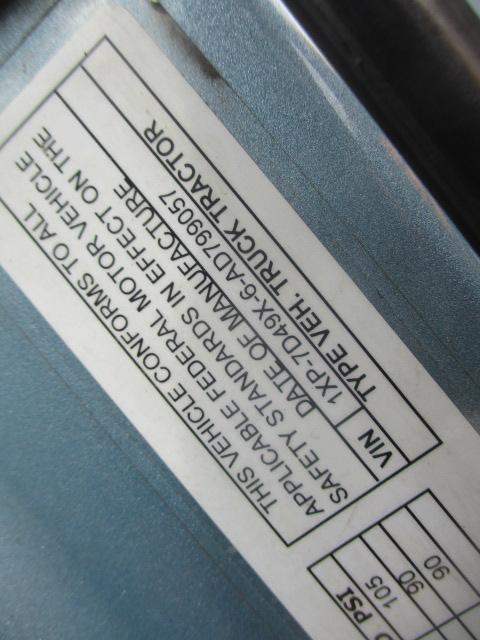 THIS VEHICLE CONFORMS TO ALL
APPLICABLE FEDERAL MOTOR VEHICLE
SAFETY STANDARDS IN EFFECT ON THE
DATE OF MANUFACTURE
VIN 1XP-7D49X-6-AD799057
TYPE VEH. TRUCK TRACTOR
PSI
105
90
90